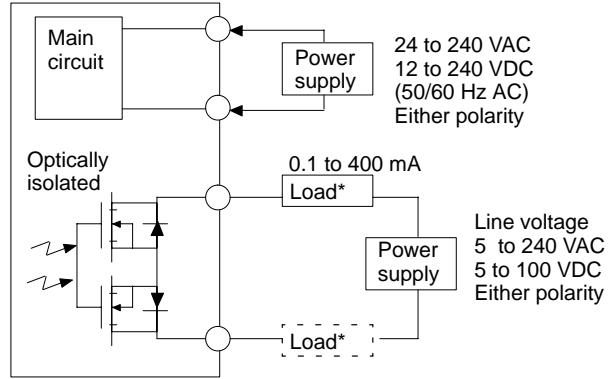 Main
circuit
Power
supply
24 to 240 VAC
12 to 240 VDC
(50/60 Hz AC)
Either polarity
Optically
isolated
0.1 to 400 mA
Load*
Power
supply
Line voltage
5 to 240 VAC
5 to 100 VDC
Either polarity
Load*